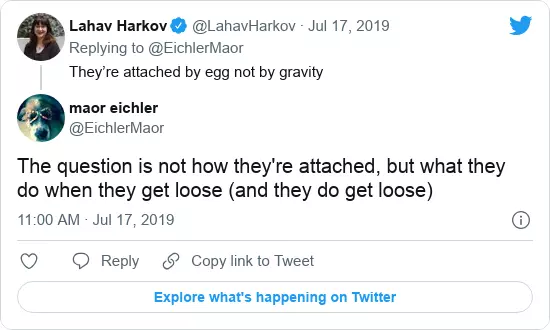 Lahav Harkov @LahavHarkov · Jul 17, 2019
Replying to @EichlerMaor
They’re attached by egg not by gravity
maor eichler
@EichlerMaor
The question is not how they're attached, but what they
do when they get loose (and they do get loose)
11:00 AM · Jul 17, 2019
Reply Copy link to Tweet
Explore what's happening on Twitter